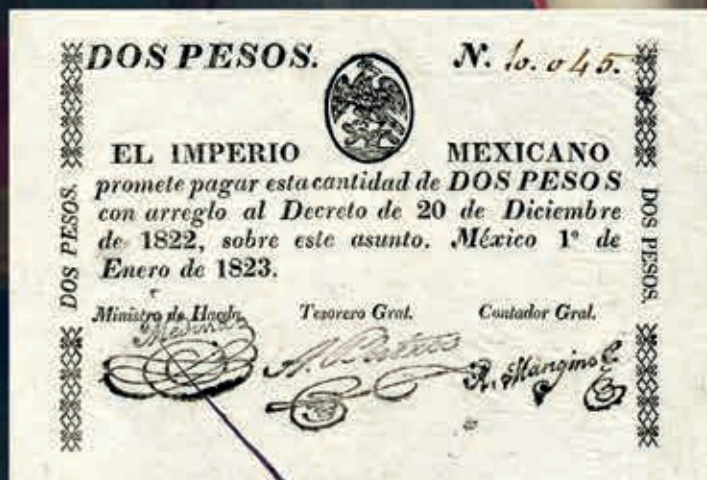 DOS PESOS. N. 10.045.
EL IMPERIO MEXICANO
promete pagar esta cantidad de DOS PESOS
con arreglo al Decreto de 20 de Diciembre
de 1822, sobre este asunto. México 1º de
Enero de 1823.
DOS PESOS.
DOS PESOS.
Ministro de Hacda. Tesorero Gral. Contador Gral.
Medina
R. Mangino